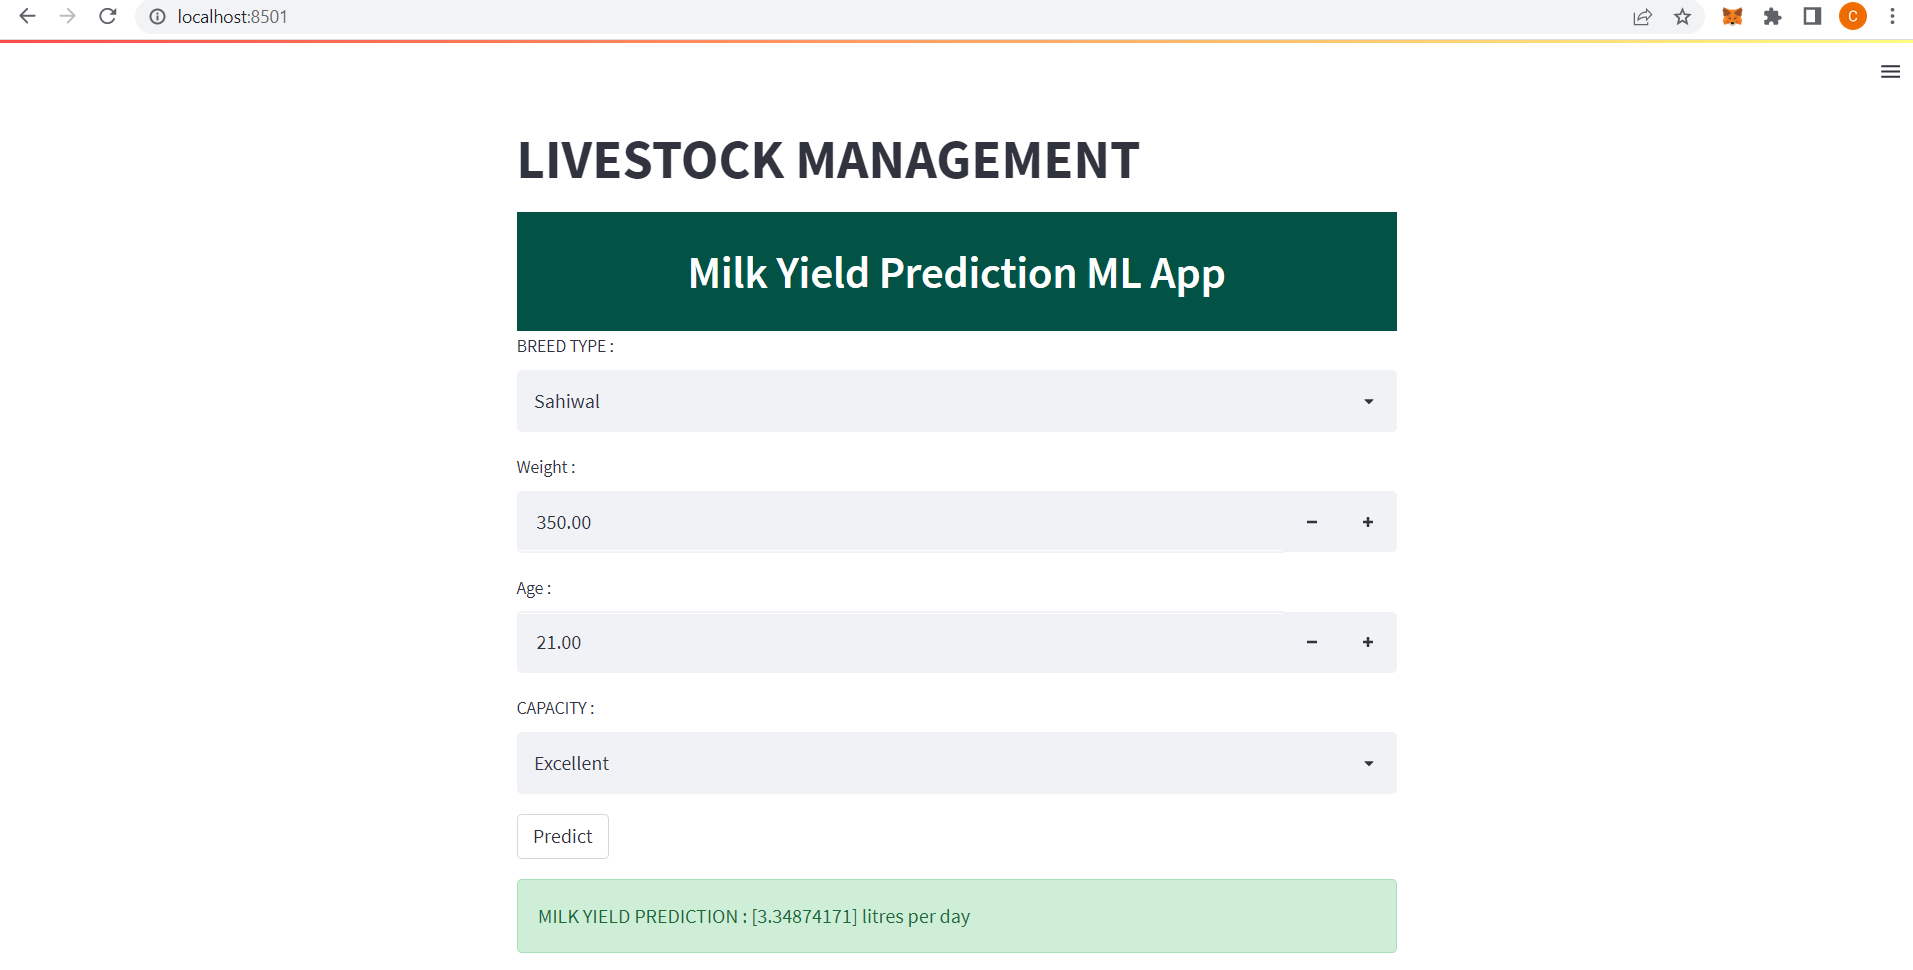 localhost:8501
C
LIVESTOCK MANAGEMENT
Milk Yield Prediction ML App
BREED TYPE :
Sahiwal
Weight :
350.00
Age :
21.00
CAPACITY :
Excellent
Predict
MILK YIELD PREDICTION : [3.34874171] litres per day